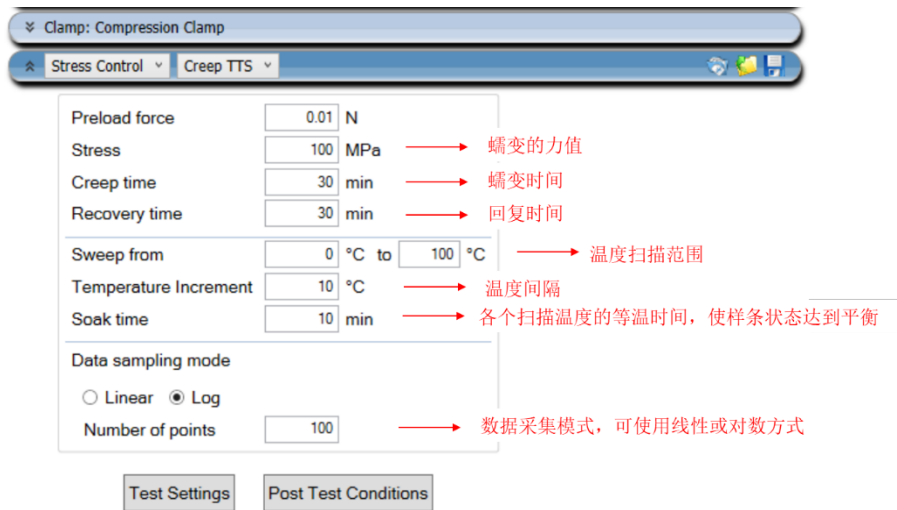 Clamp: Compression Clamp
Stress Control Creep TTS
Preload force 0.01 N
Stress 100 MPa 蠕变的力值
Creep time 30 min 蠕变时间
Recovery time 30 min 回复时间
Sweep from 0 °C to 100 °C 温度扫描范围
Temperature Increment 10 °C 温度间隔
Soak time 10 min 各个扫描温度的等温时间，使样条状态达到平衡
Data sampling mode
Linear Log
Number of points 100 数据采集模式，可使用线性或对数方式
Test Settings Post Test Conditions